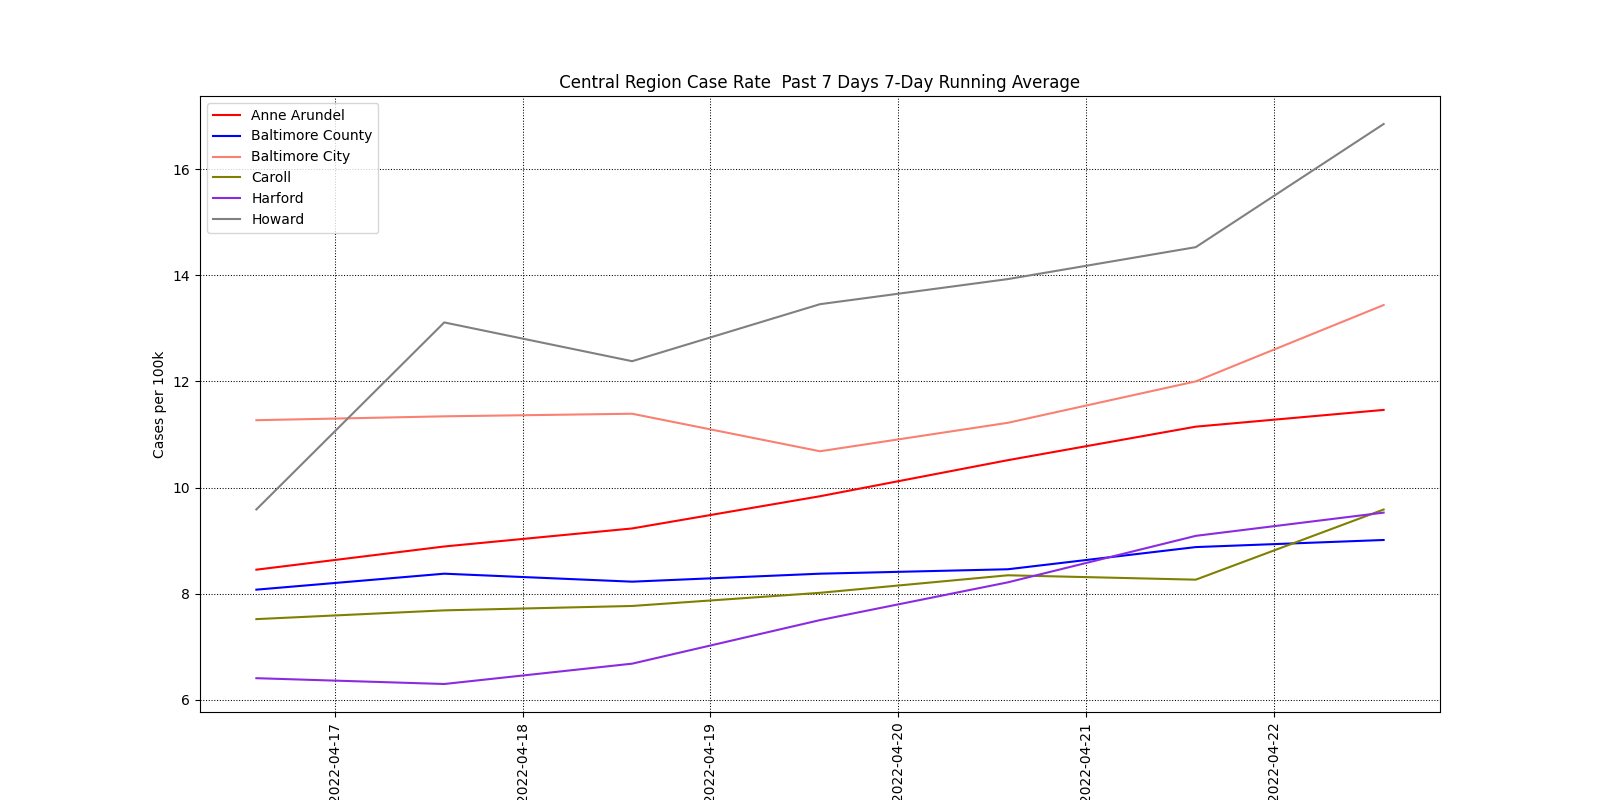 Central Region Case Rate  Past 7 Days 7-Day Running Average
Anne Arundel
Baltimore County
Baltimore City
Caroll
Harford
Howard
Cases per 100k
16
14
12
10
8
6
2022-04-17
2022-04-18
2022-04-19
2022-04-20
2022-04-21
2022-04-22